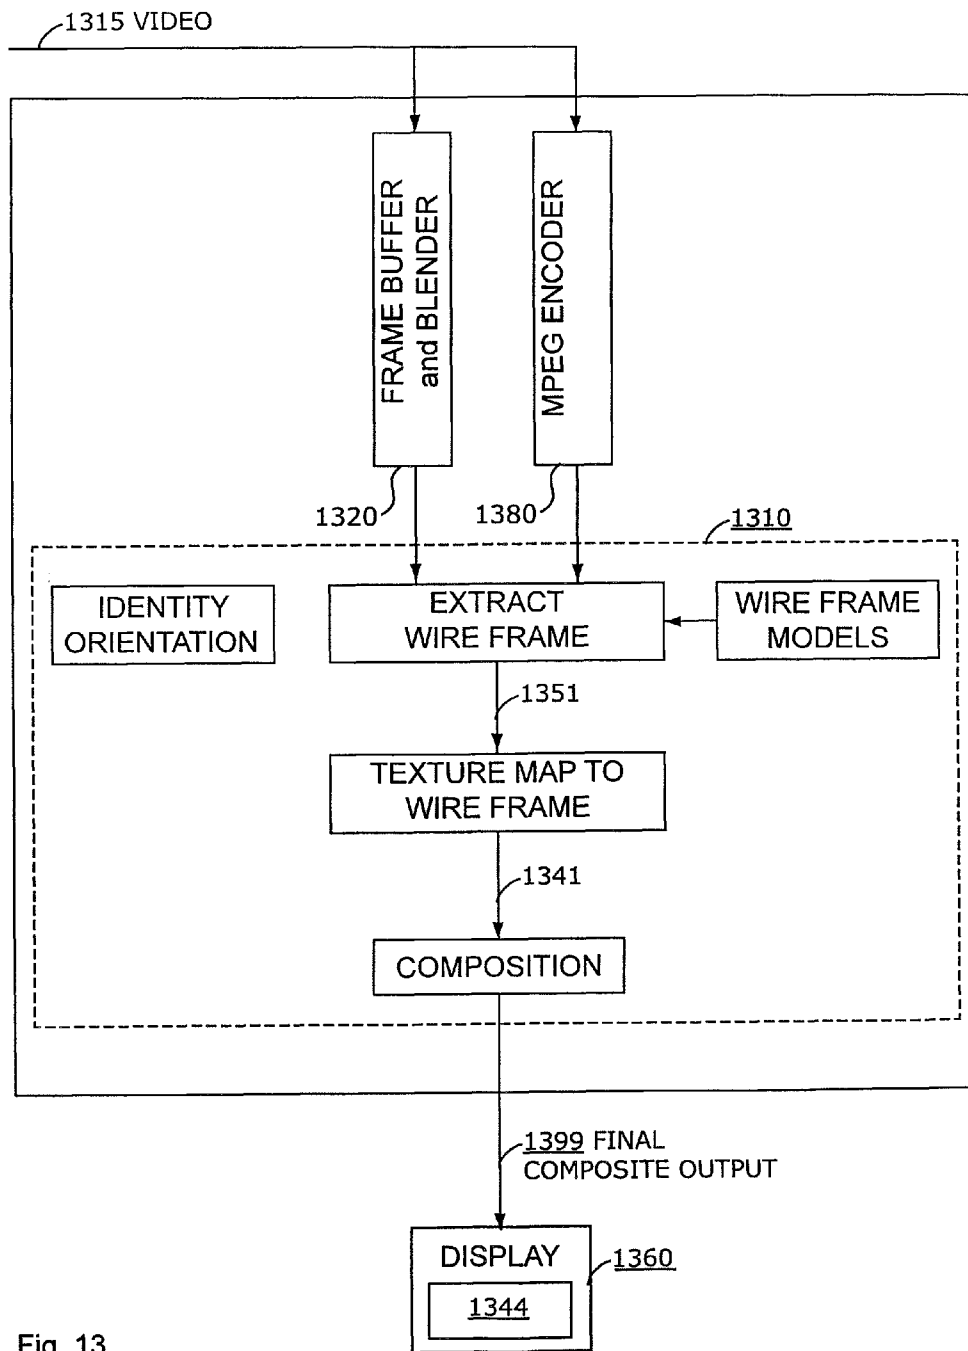 1315 VIDEO
FRAME BUFFER
and BLENDER
MPEG ENCODER
1320
1380
1310
IDENTITY
ORIENTATION
EXTRACT
WIRE FRAME
WIRE FRAME
MODELS
1351
TEXTURE MAP TO
WIRE FRAME
1341
COMPOSITION
1399 FINAL
COMPOSITE OUTPUT
DISPLAY
1360
1344
Fig. 13